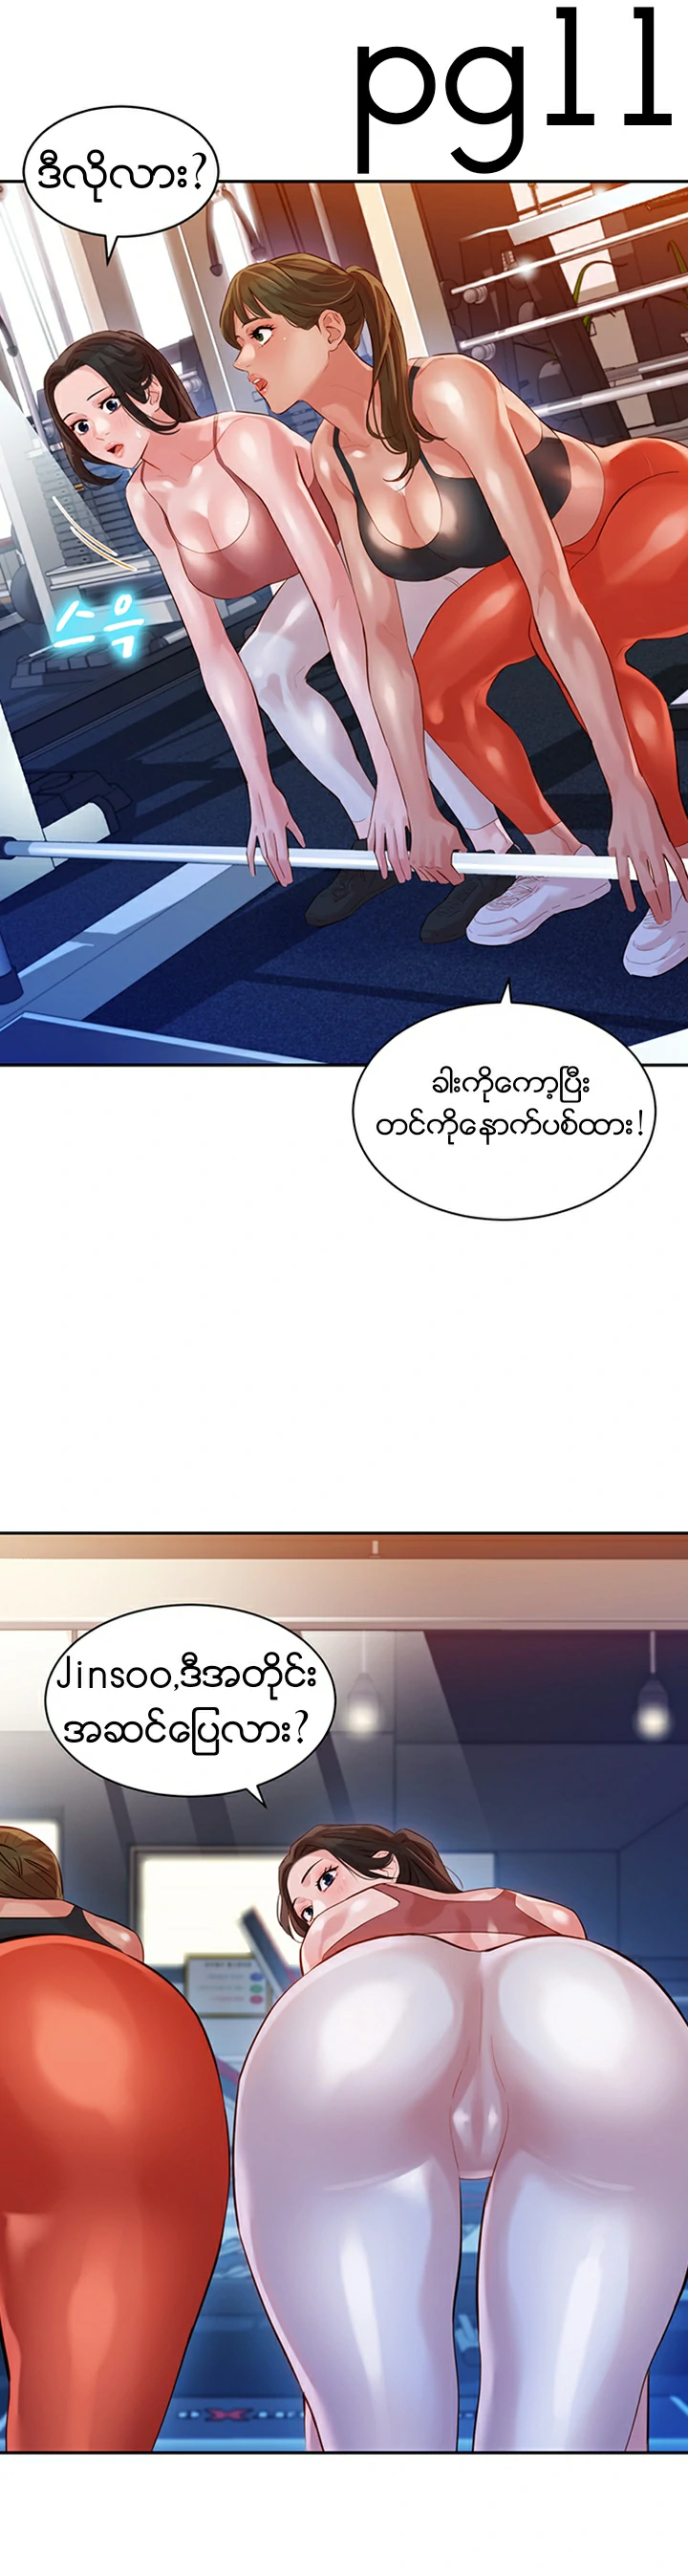 pg11
ဒီလိုလား?
스윽
ခါးကိုကော့ပြီး
တင်ကိုနောက်ပစ်ထား!
Jinsoo,ဒီအတိုင်း
အဆင်ပြေလား?